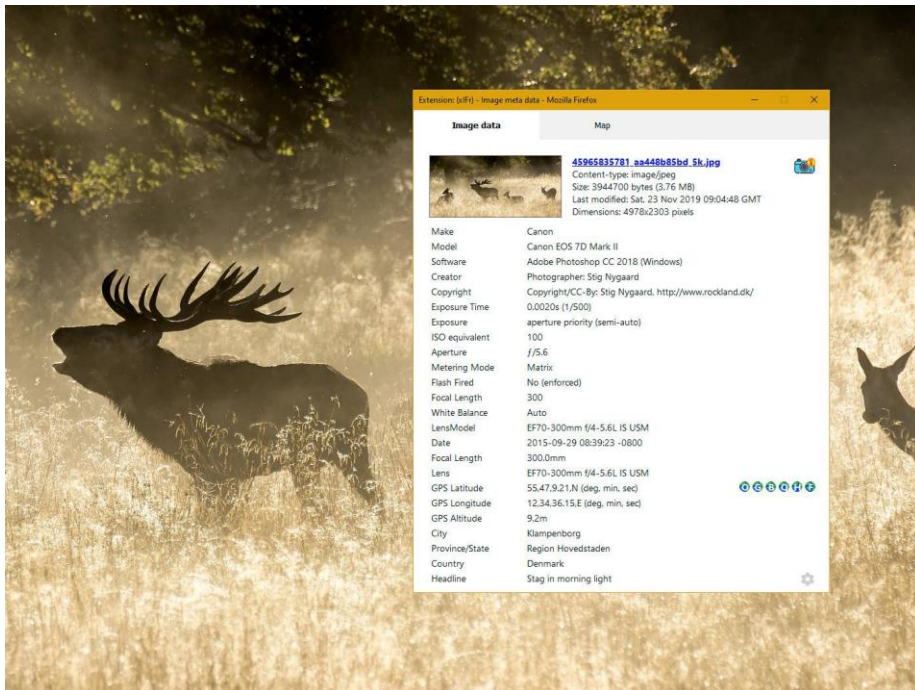 Extension: (xIFr) - Image meta data - Mozilla Firefox
Image data Map
45965835781_aa448b85bd_5k.jpg
Content-type: image/jpeg
Size: 3944700 bytes (3.76 MB)
Last modified: Sat, 23 Nov 2019 09:04:48 GMT
Dimensions: 4978x2303 pixels
Make Canon
Model Canon EOS 7D Mark II
Software Adobe Photoshop CC 2018 (Windows)
Creator Photographer: Stig Nygaard
Copyright Copyright/CC-By: Stig Nygaard, http://www.rockland.dk/
Exposure Time 0.0020s (1/500)
Exposure aperture priority (semi-auto)
ISO equivalent 100
Aperture ƒ/5.6
Metering Mode Matrix
Flash Fired No (enforced)
Focal Length 300
White Balance Auto
LensModel EF70-300mm f/4-5.6L IS USM
Date 2015-09-29 08:39:23 -0800
Focal Length 300.0mm
Lens EF70-300mm f/4-5.6L IS USM
GPS Latitude 55,47,9.21,N (deg, min, sec) O G B O H F
GPS Longitude 12,34,36.15,E (deg, min, sec)
GPS Altitude 9.2m
City Klampenborg
Province/State Region Hovedstaden
Country Denmark
Headline Stag in morning light